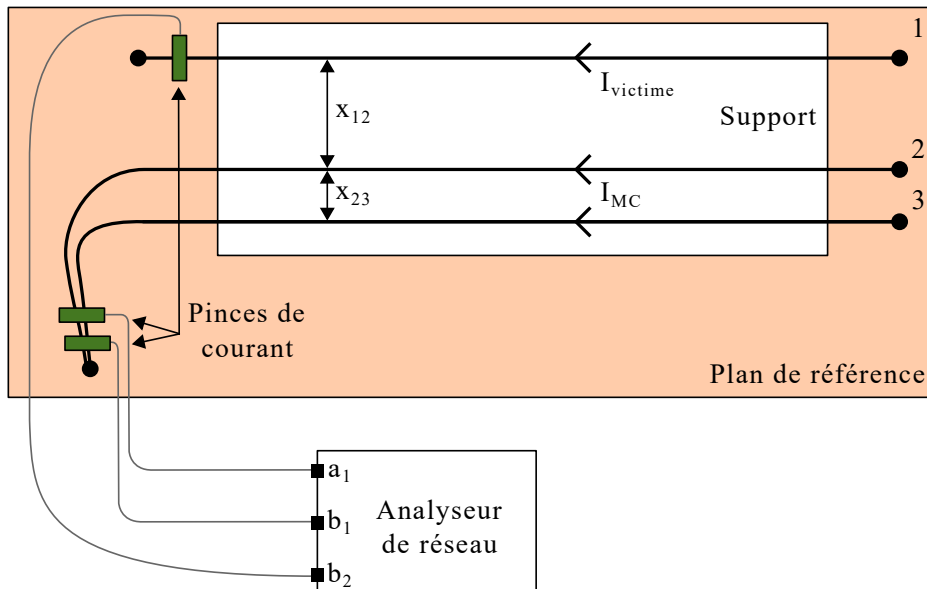 1
I_victime
x_12
Support
2
x_23
I_MC
3
Pinces de
courant
Plan de référence
a_1
Analyseur
b_1
de réseau
b_2